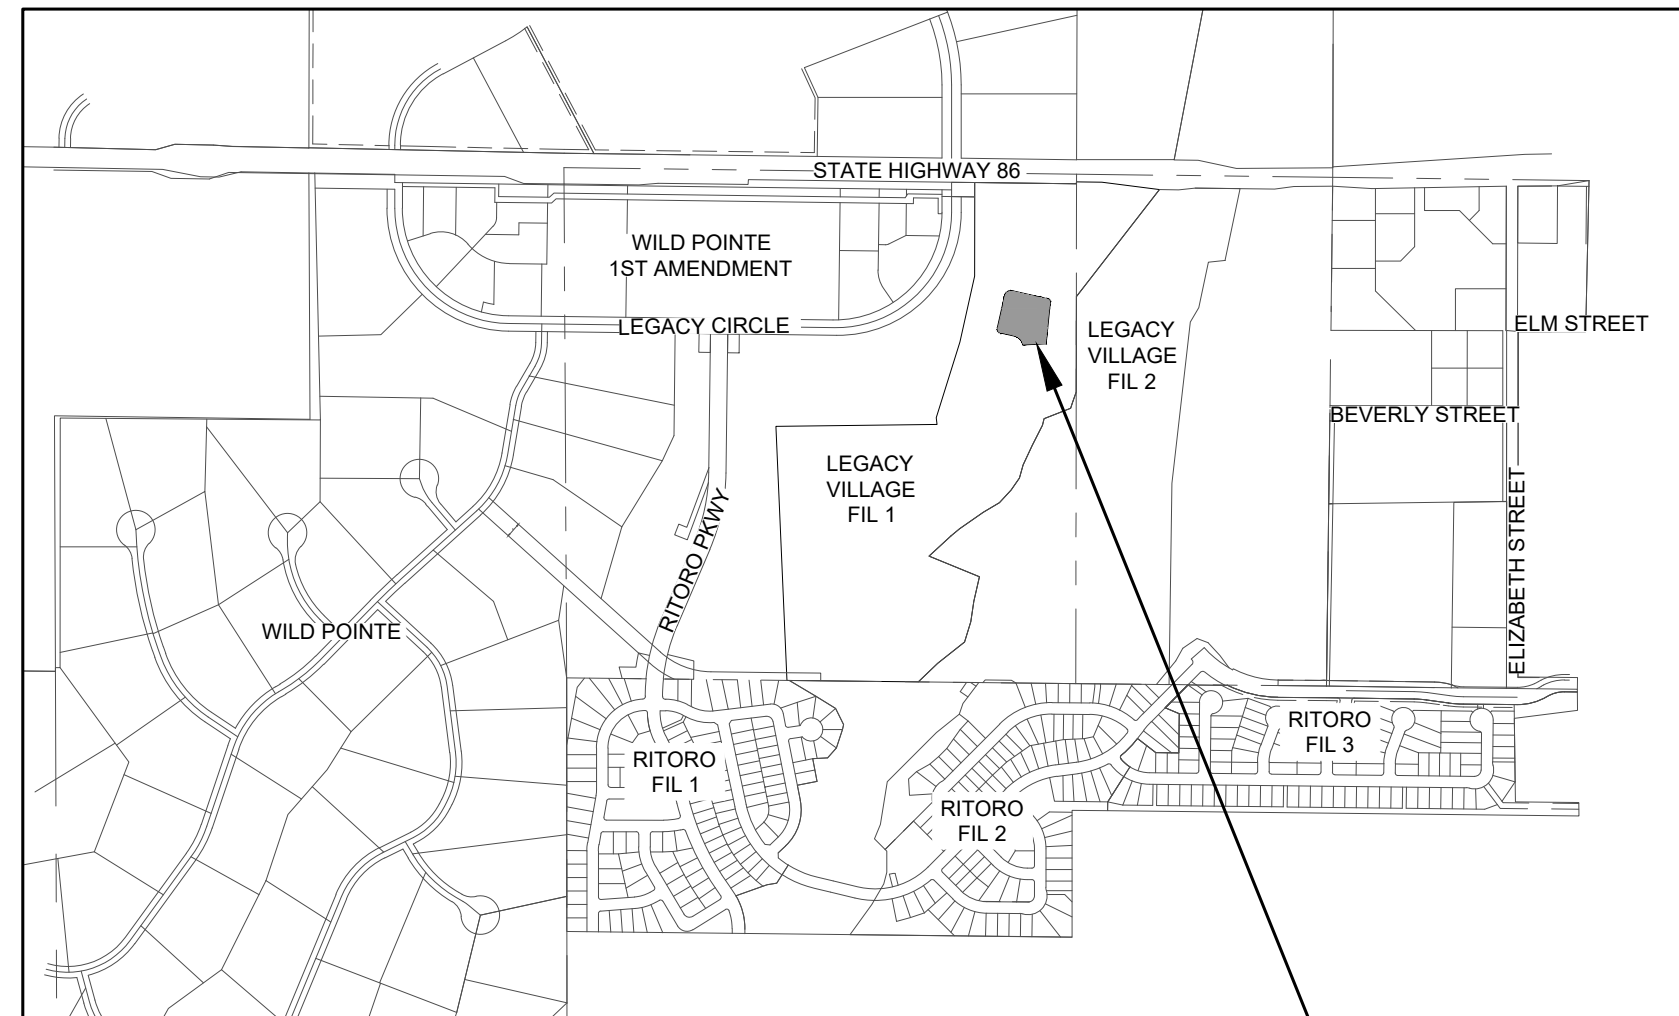 STATE HIGHWAY 86
WILD POINTE
1ST AMENDMENT
LEGACY CIRCLE
LEGACY
VILLAGE
FIL 2
ELM STREET
BEVERLY STREET
LEGACY
VILLAGE
FIL 1
ELIZABETH STREET
RITORO PKWY
WILD POINTE
RITORO
FIL 3
RITORO
FIL 1
RITORO
FIL 2